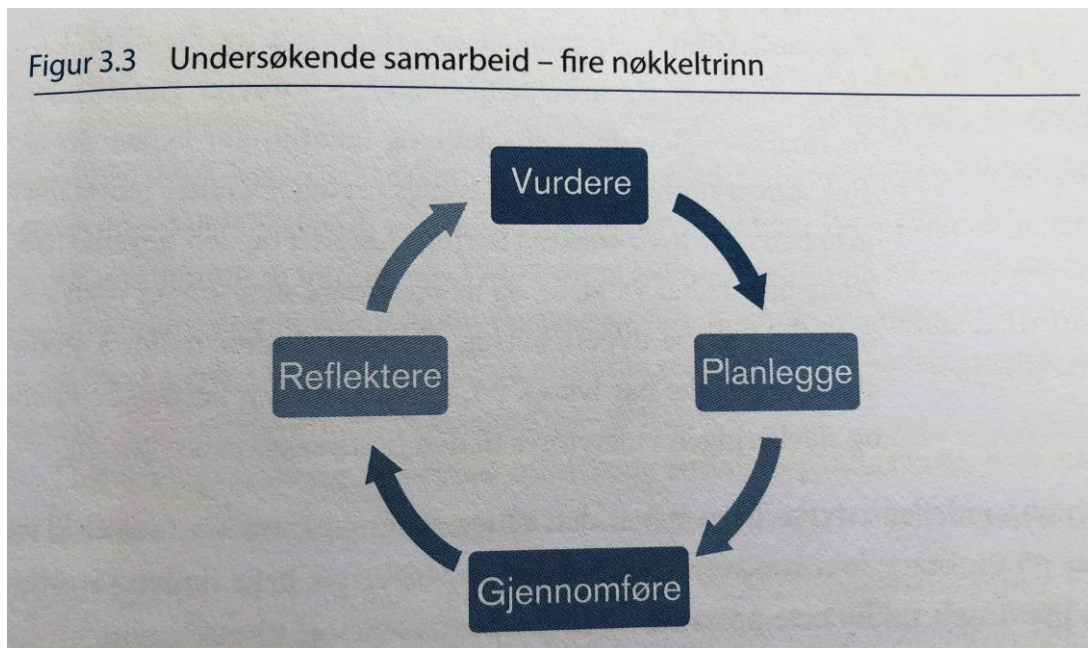 Figur 3.3 Undersøkende samarbeid – fire nøkkeltrinn
Vurdere
Planlegge
Gjennomføre
Reflektere